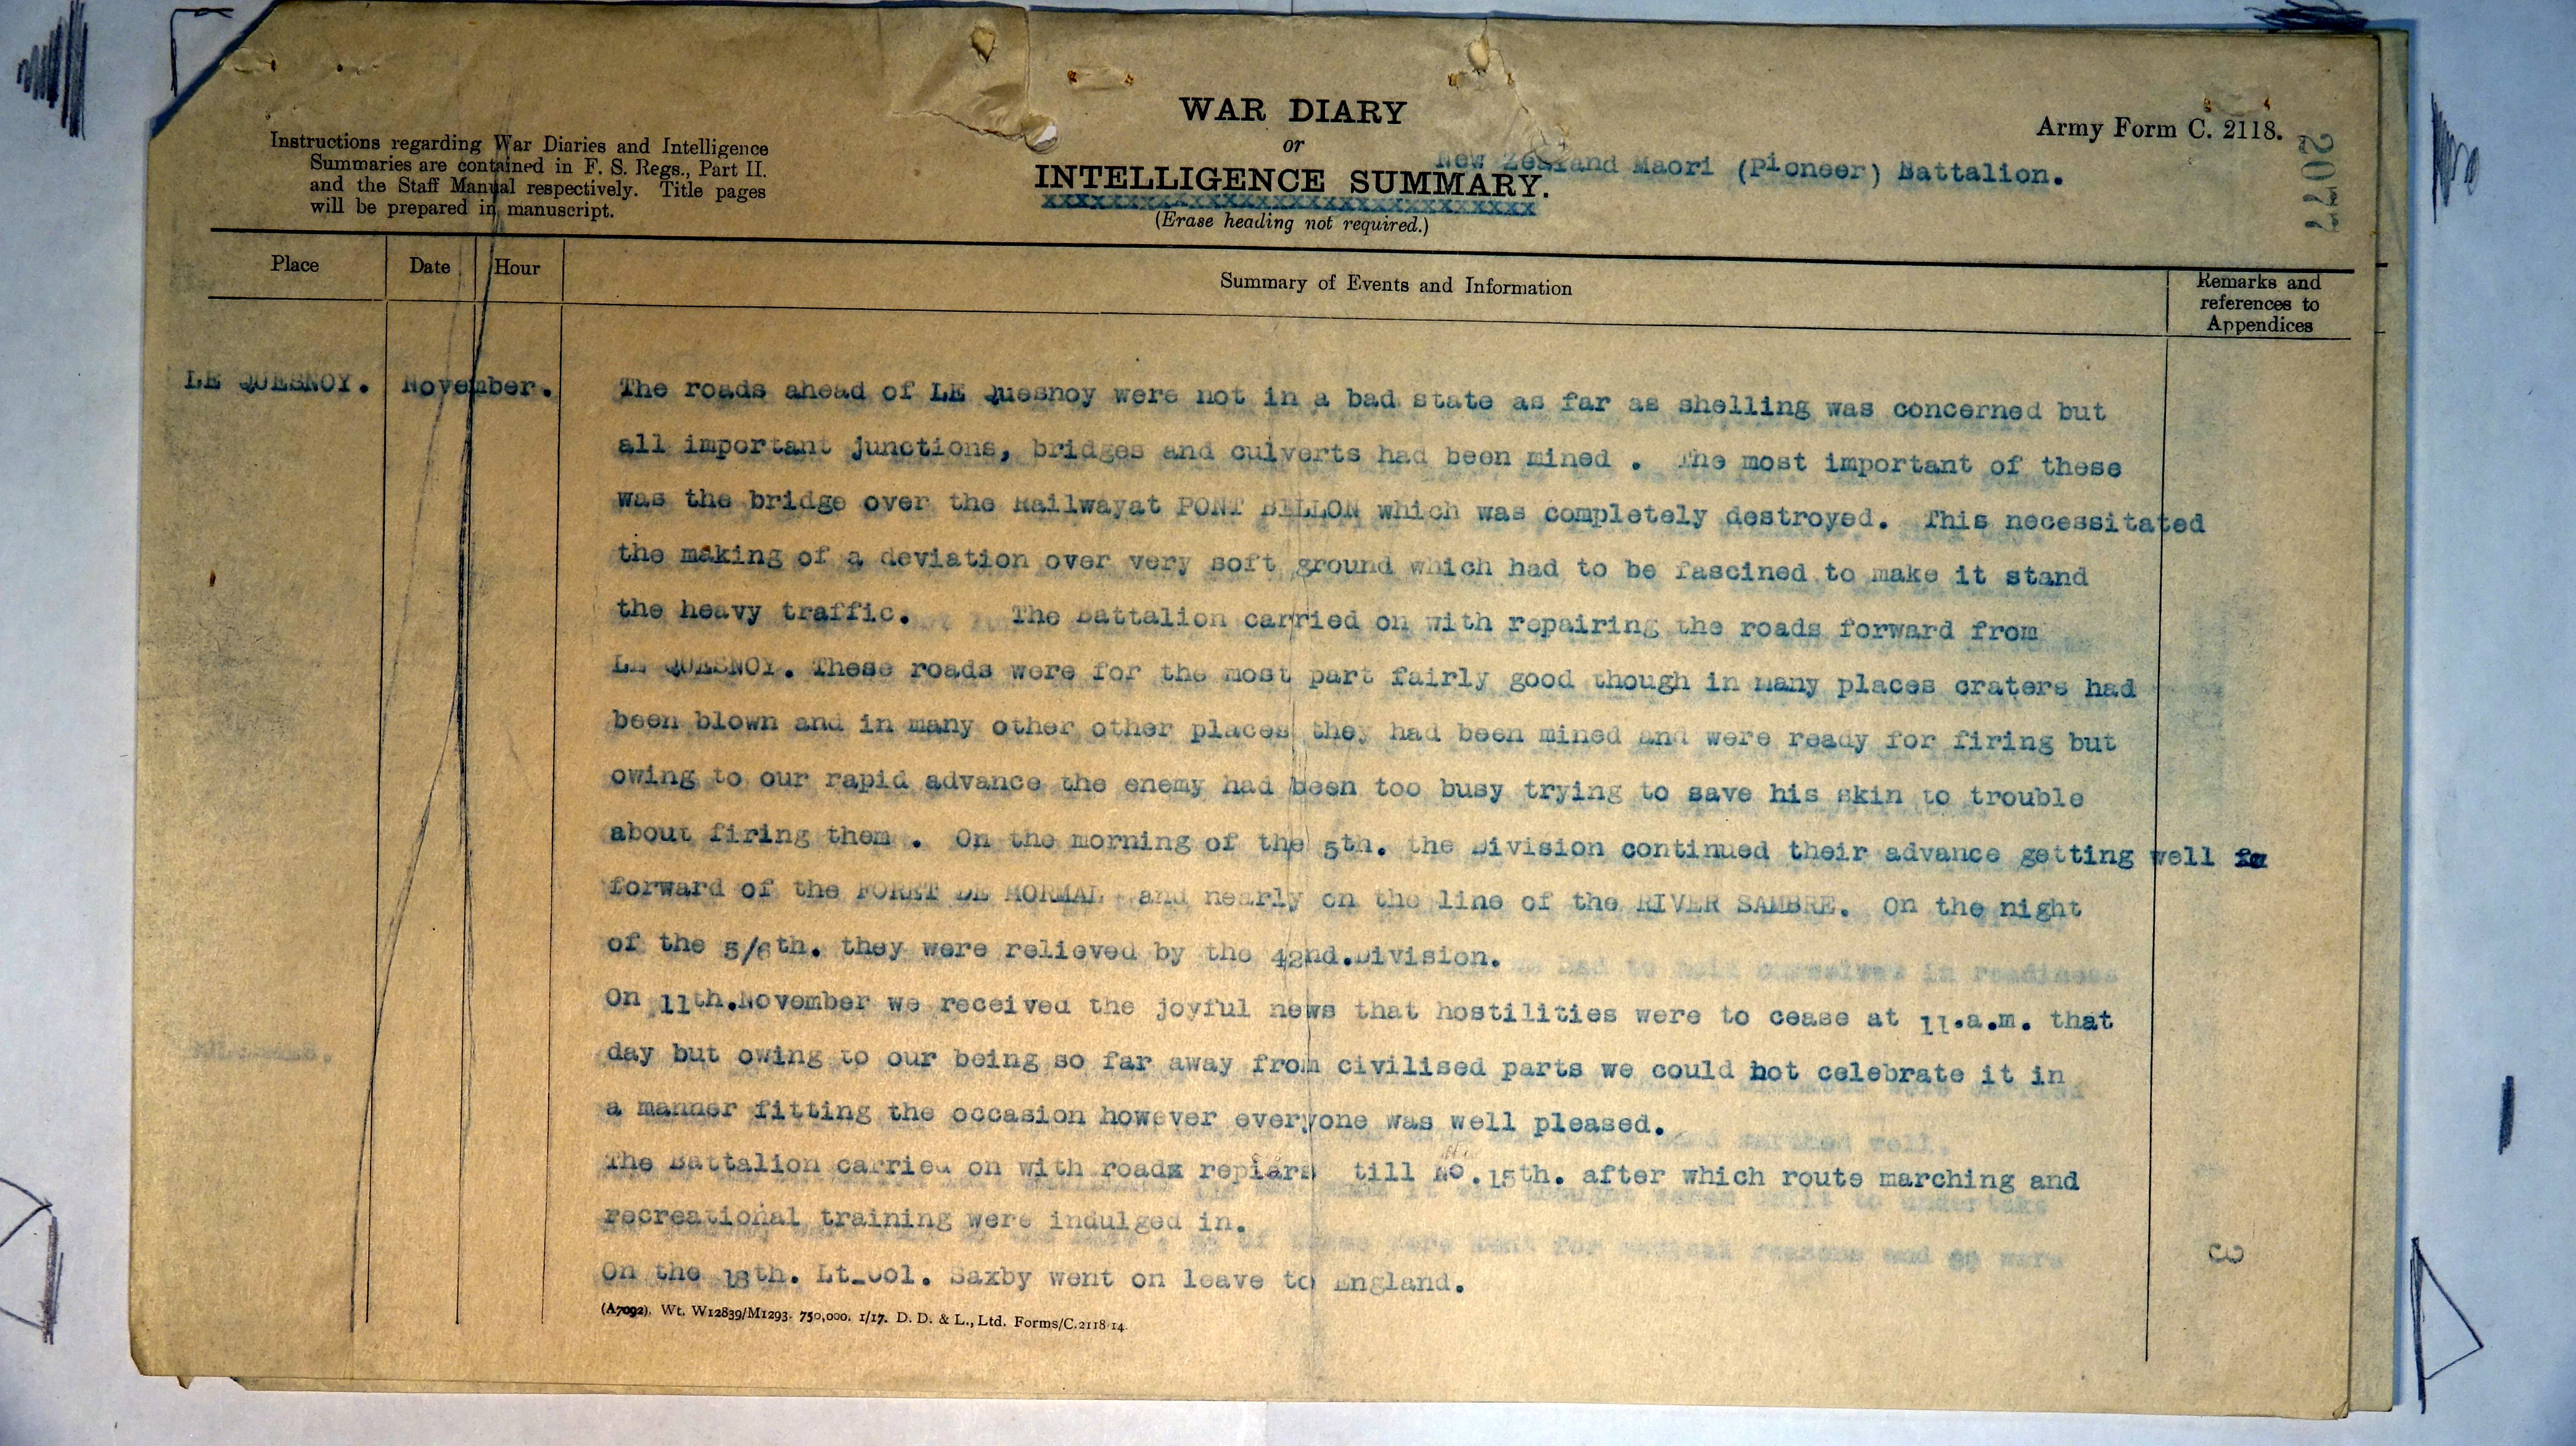 WAR DIARY
or
INTELLIGENCE SUMMARY.
(Erase heading not required.)
Army Form C. 2118.
New Zealand Maori (Pioneer) Battalion.
2077
Instructions regarding War Diaries and Intelligence
Summaries are contained in F. S. Regs., Part II.
and the Staff Manual respectively. Title pages
will be prepared in manuscript.
Place
Date
Hour
Summary of Events and Information
Remarks and
references to
Appendices
LE QUESNOY.
November.
The roads ahead of LE Quesnoy were not in a bad state as far as shelling was concerned but
all important junctions, bridges and culverts had been mined . The most important of these
was the bridge over the Railwayat PONT BILLON which was completely destroyed. This necessitated
the making of a deviation over very soft ground which had to be fascined to make it stand
the heavy traffic. The Battalion carried on with repairing the roads forward from
LE QUESNOY. These roads were for the most part fairly good though in many places craters had
been blown and in many other other places they had been mined and were ready for firing but
owing to our rapid advance the enemy had been too busy trying to save his skin to trouble
about firing them . On the morning of the 5th. the Division continued their advance getting well
forward of the FORET DE MORMAL and nearly on the line of the RIVER SAMBRE. On the night
of the 5/6th. they were relieved by the 42nd.Division.
On 11th.November we received the joyful news that hostilities were to cease at 11.a.m. that
day but owing to our being so far away from civilised parts we could not celebrate it in
a manner fitting the occasion however everyone was well pleased.
The Battalion carried on with roads repiars till 15th. after which route marching and
recreational training were indulged in.
On the 18th. Lt_Col. Saxby went on leave to England.
3
(A7092). Wt. W12839/M1293. 750,000. 1/17. D. D. & L., Ltd. Forms/C.2118/14.